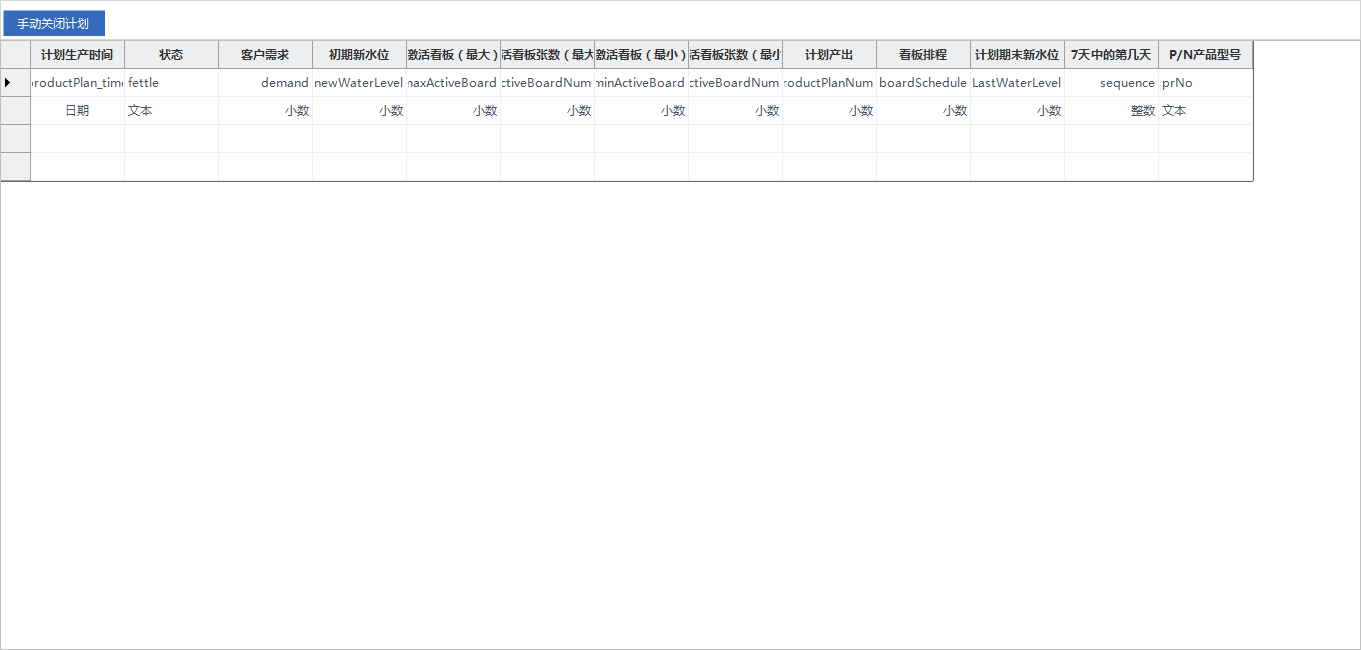 手动关闭计划
计划生产时间 状态 客户需求 初期新水位 激活看板（最大） 活看板张数（最大 激活看板（最小） 活看板张数（最小 计划产出 看板排程 计划期末新水位 7天中的第几天 P/N产品型号
productPlan_time fettle demand newWaterLevel maxActiveBoard ctiveBoardNum minActiveBoard ctiveBoardNum roductPlanNum boardSchedule LastWaterLevel sequence prNo
日期 文本 小数 小数 小数 小数 小数 小数 小数 小数 小数 整数 文本